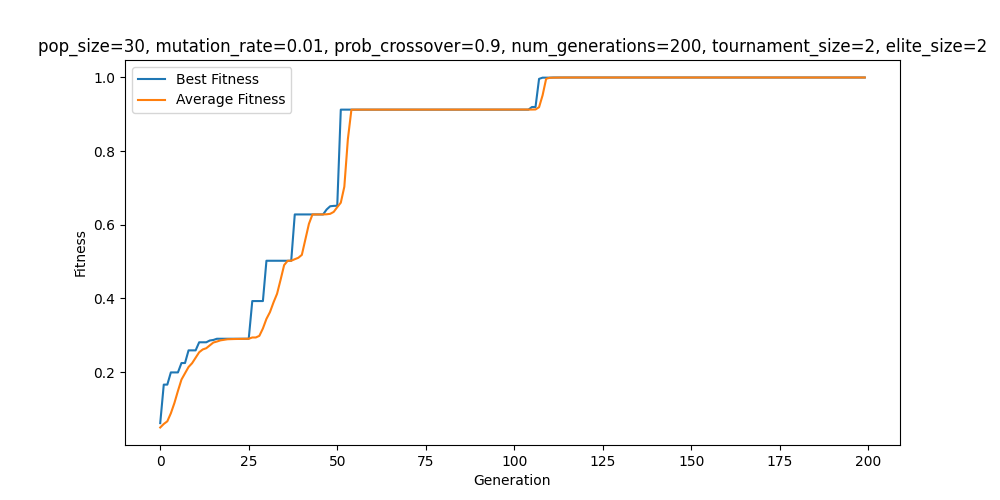 pop_size=30, mutation_rate=0.01, prob_crossover=0.9, num_generations=200, tournament_size=2, elite_size=2
Best Fitness
Average Fitness
1.0
0.8
0.6
0.4
0.2
Fitness
0 25 50 75 100 125 150 175 200
Generation